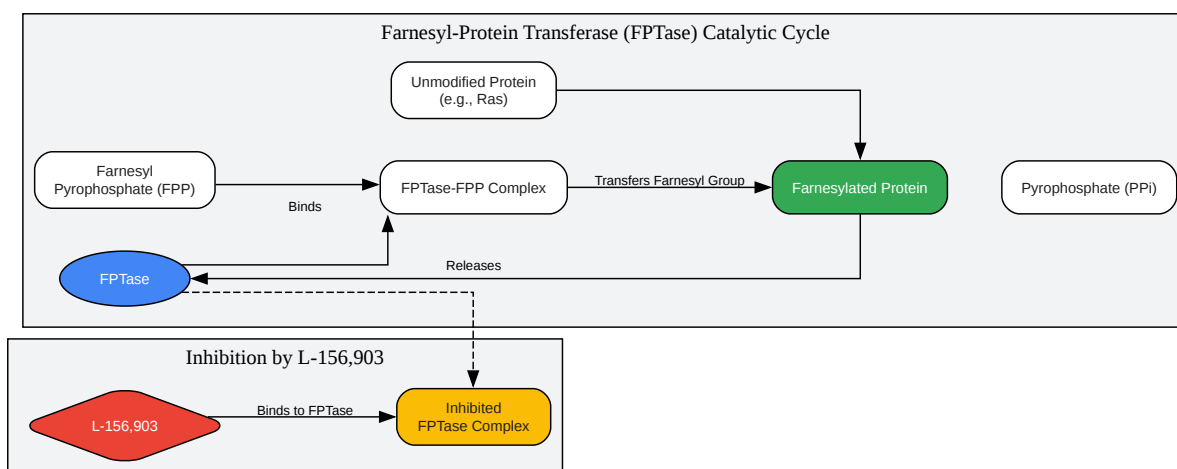 Farnesyl-Protein Transferase (FPTase) Catalytic Cycle
Unmodified Protein
(e.g., Ras)
Farnesyl
Pyrophosphate (FPP)
FPTase-FPP Complex
Transfers Farnesyl Group
Farnesylated Protein
Pyrophosphate (PPi)
Binds
FPTase
Releases
Inhibition by L-156,903
L-156,903
Binds to FPTase
Inhibited
FPTase Complex